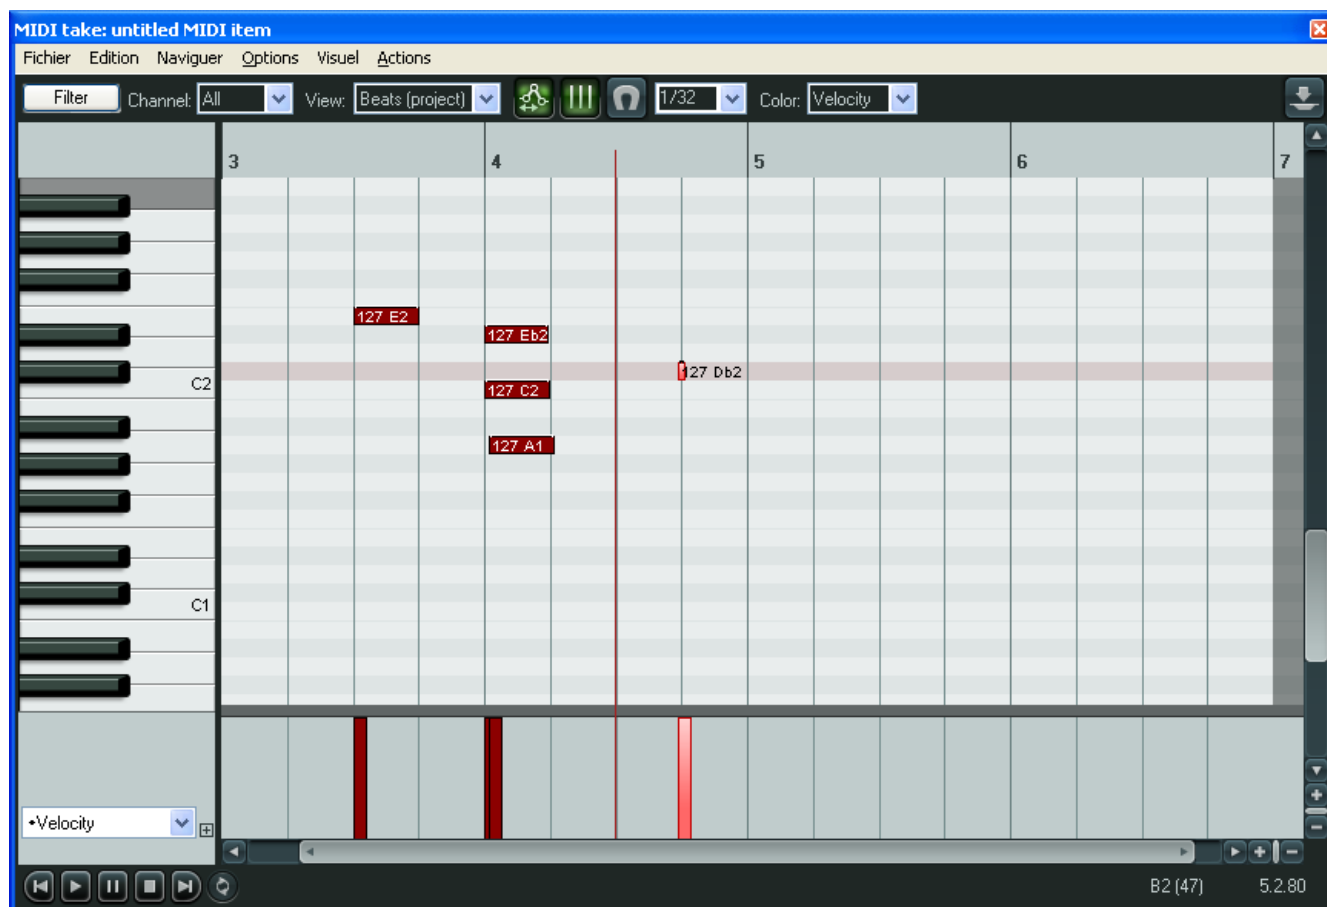 MIDI take: untitled MIDI item
Fichier Edition Naviguer Options Visuel Actions
Filter Channel: All View: Beats (project) 1/32 Color: Velocity
3 4 5 6 7
127 E2
127 Eb2
127 Db2
C2
127 C2
127 A1
C1
•Velocity
B2 (47) 5.2.80